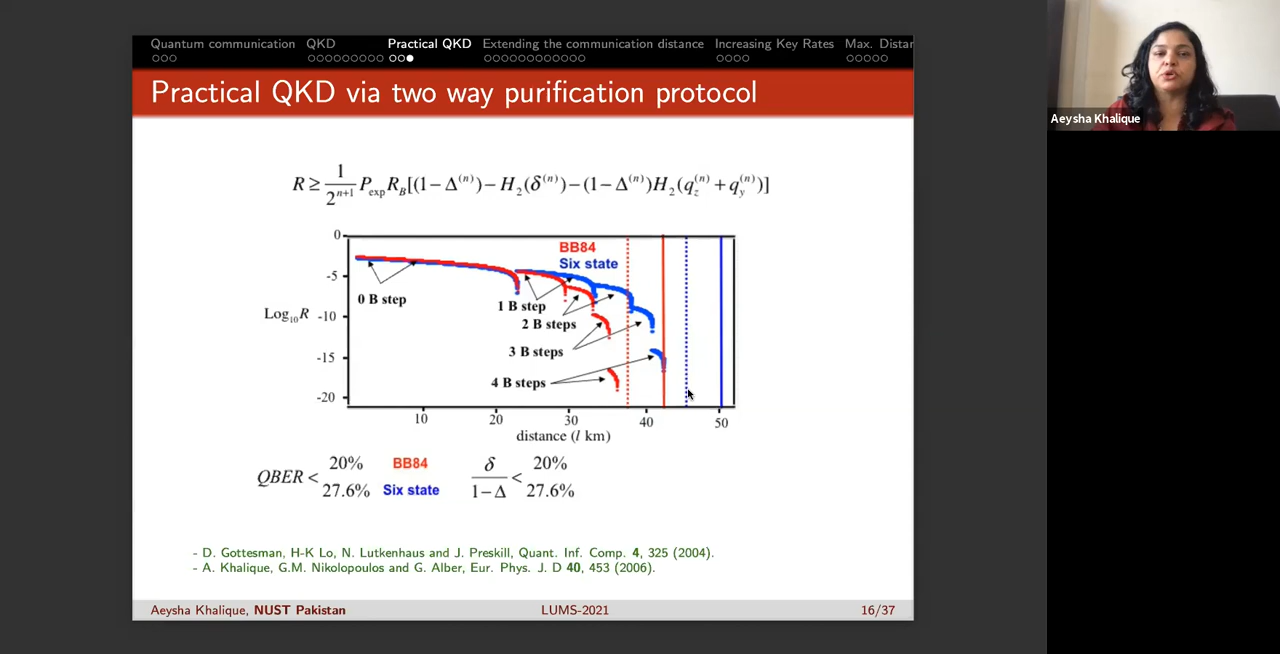 Quantum communication QKD Practical QKD Extending the communication distance Increasing Key Rates Max. Distan
Practical QKD via two way purification protocol
R ≥ 1/2^{n+1} P_exp R_B[(1−Δ^(n))−H_2(δ^(n))−(1−Δ^(n))H_2(q_z^(n)+q_y^(n))]
0
-5
-10
-15
-20
Log₁₀R
BB84
Six state
0 B step
1 B step
2 B steps
3 B steps
4 B steps
10 20 30 40 50
distance (l km)
QBER < 20% BB84 δ/(1−Δ) < 20%
27.6% Six state 27.6%
- D. Gottesman, H-K Lo, N. Lutkenhaus and J. Preskill, Quant. Inf. Comp. 4, 325 (2004).
- A. Khalique, G.M. Nikolopoulos and G. Alber, Eur. Phys. J. D 40, 453 (2006).
Aeysha Khalique, NUST Pakistan LUMS-2021 16/37
Aeysha Khalique